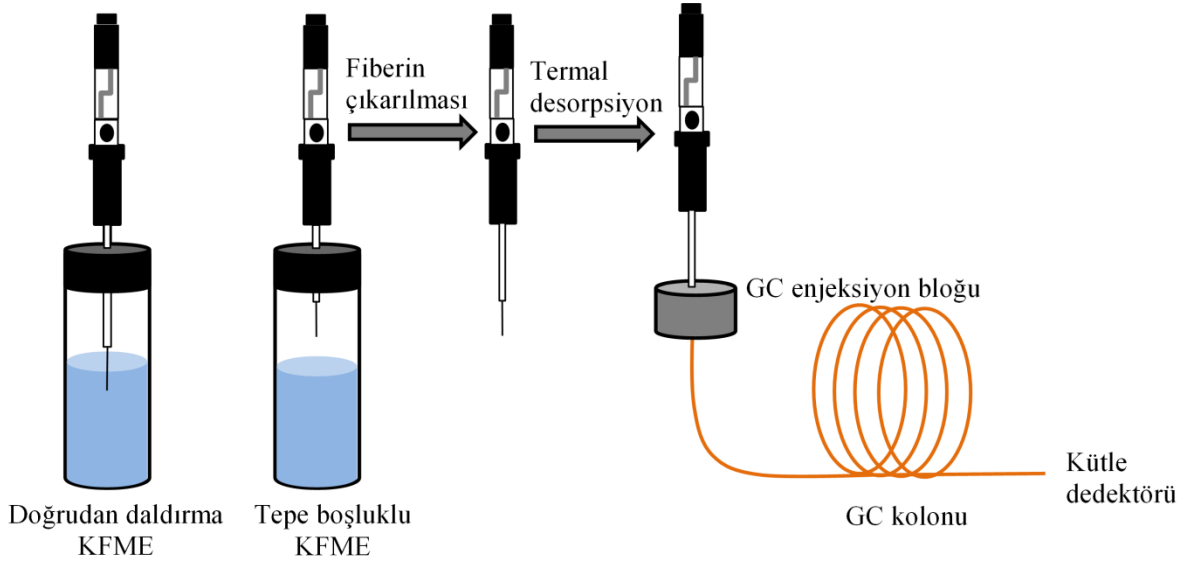 Fiberin
çıkarılması
Termal
desorpsiyon
GC enjeksiyon bloğu
Kütle
dedektörü
GC kolonu
Doğrudan daldırma
KFME
Tepe boşluklu
KFME